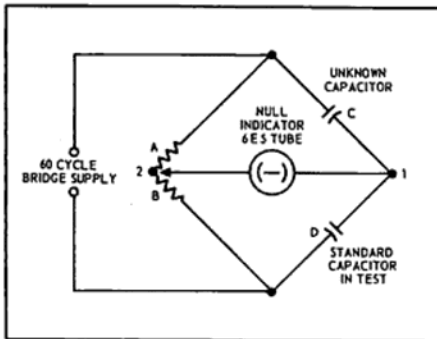 UNKNOWN
CAPACITOR
C
NULL
INDICATOR
6E5 TUBE
(—)
A
2
B
1
60 CYCLE
BRIDGE SUPPLY
D
STANDARD
CAPACITOR
IN TEST